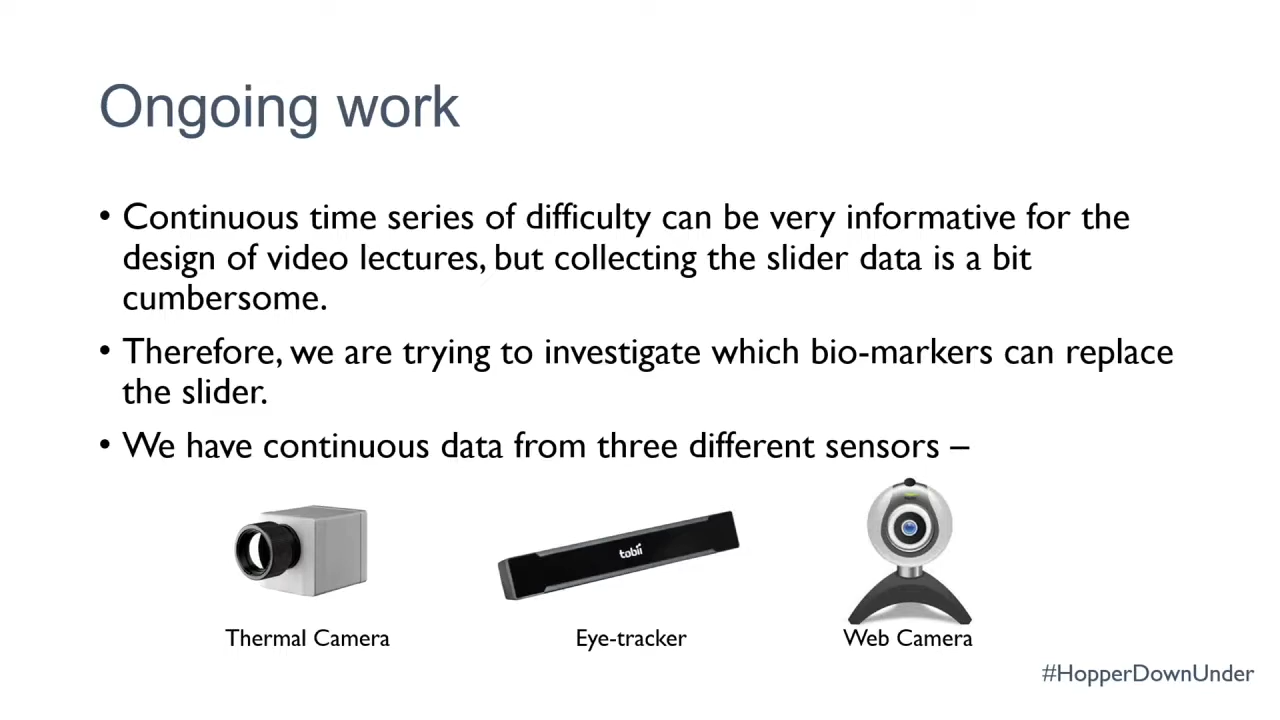 Ongoing work
• Continuous time series of difficulty can be very informative for the
design of video lectures, but collecting the slider data is a bit
cumbersome.
• Therefore, we are trying to investigate which bio-markers can replace
the slider.
• We have continuous data from three different sensors –
tobii
Thermal Camera
Eye-tracker
Web Camera
#HopperDownUnder